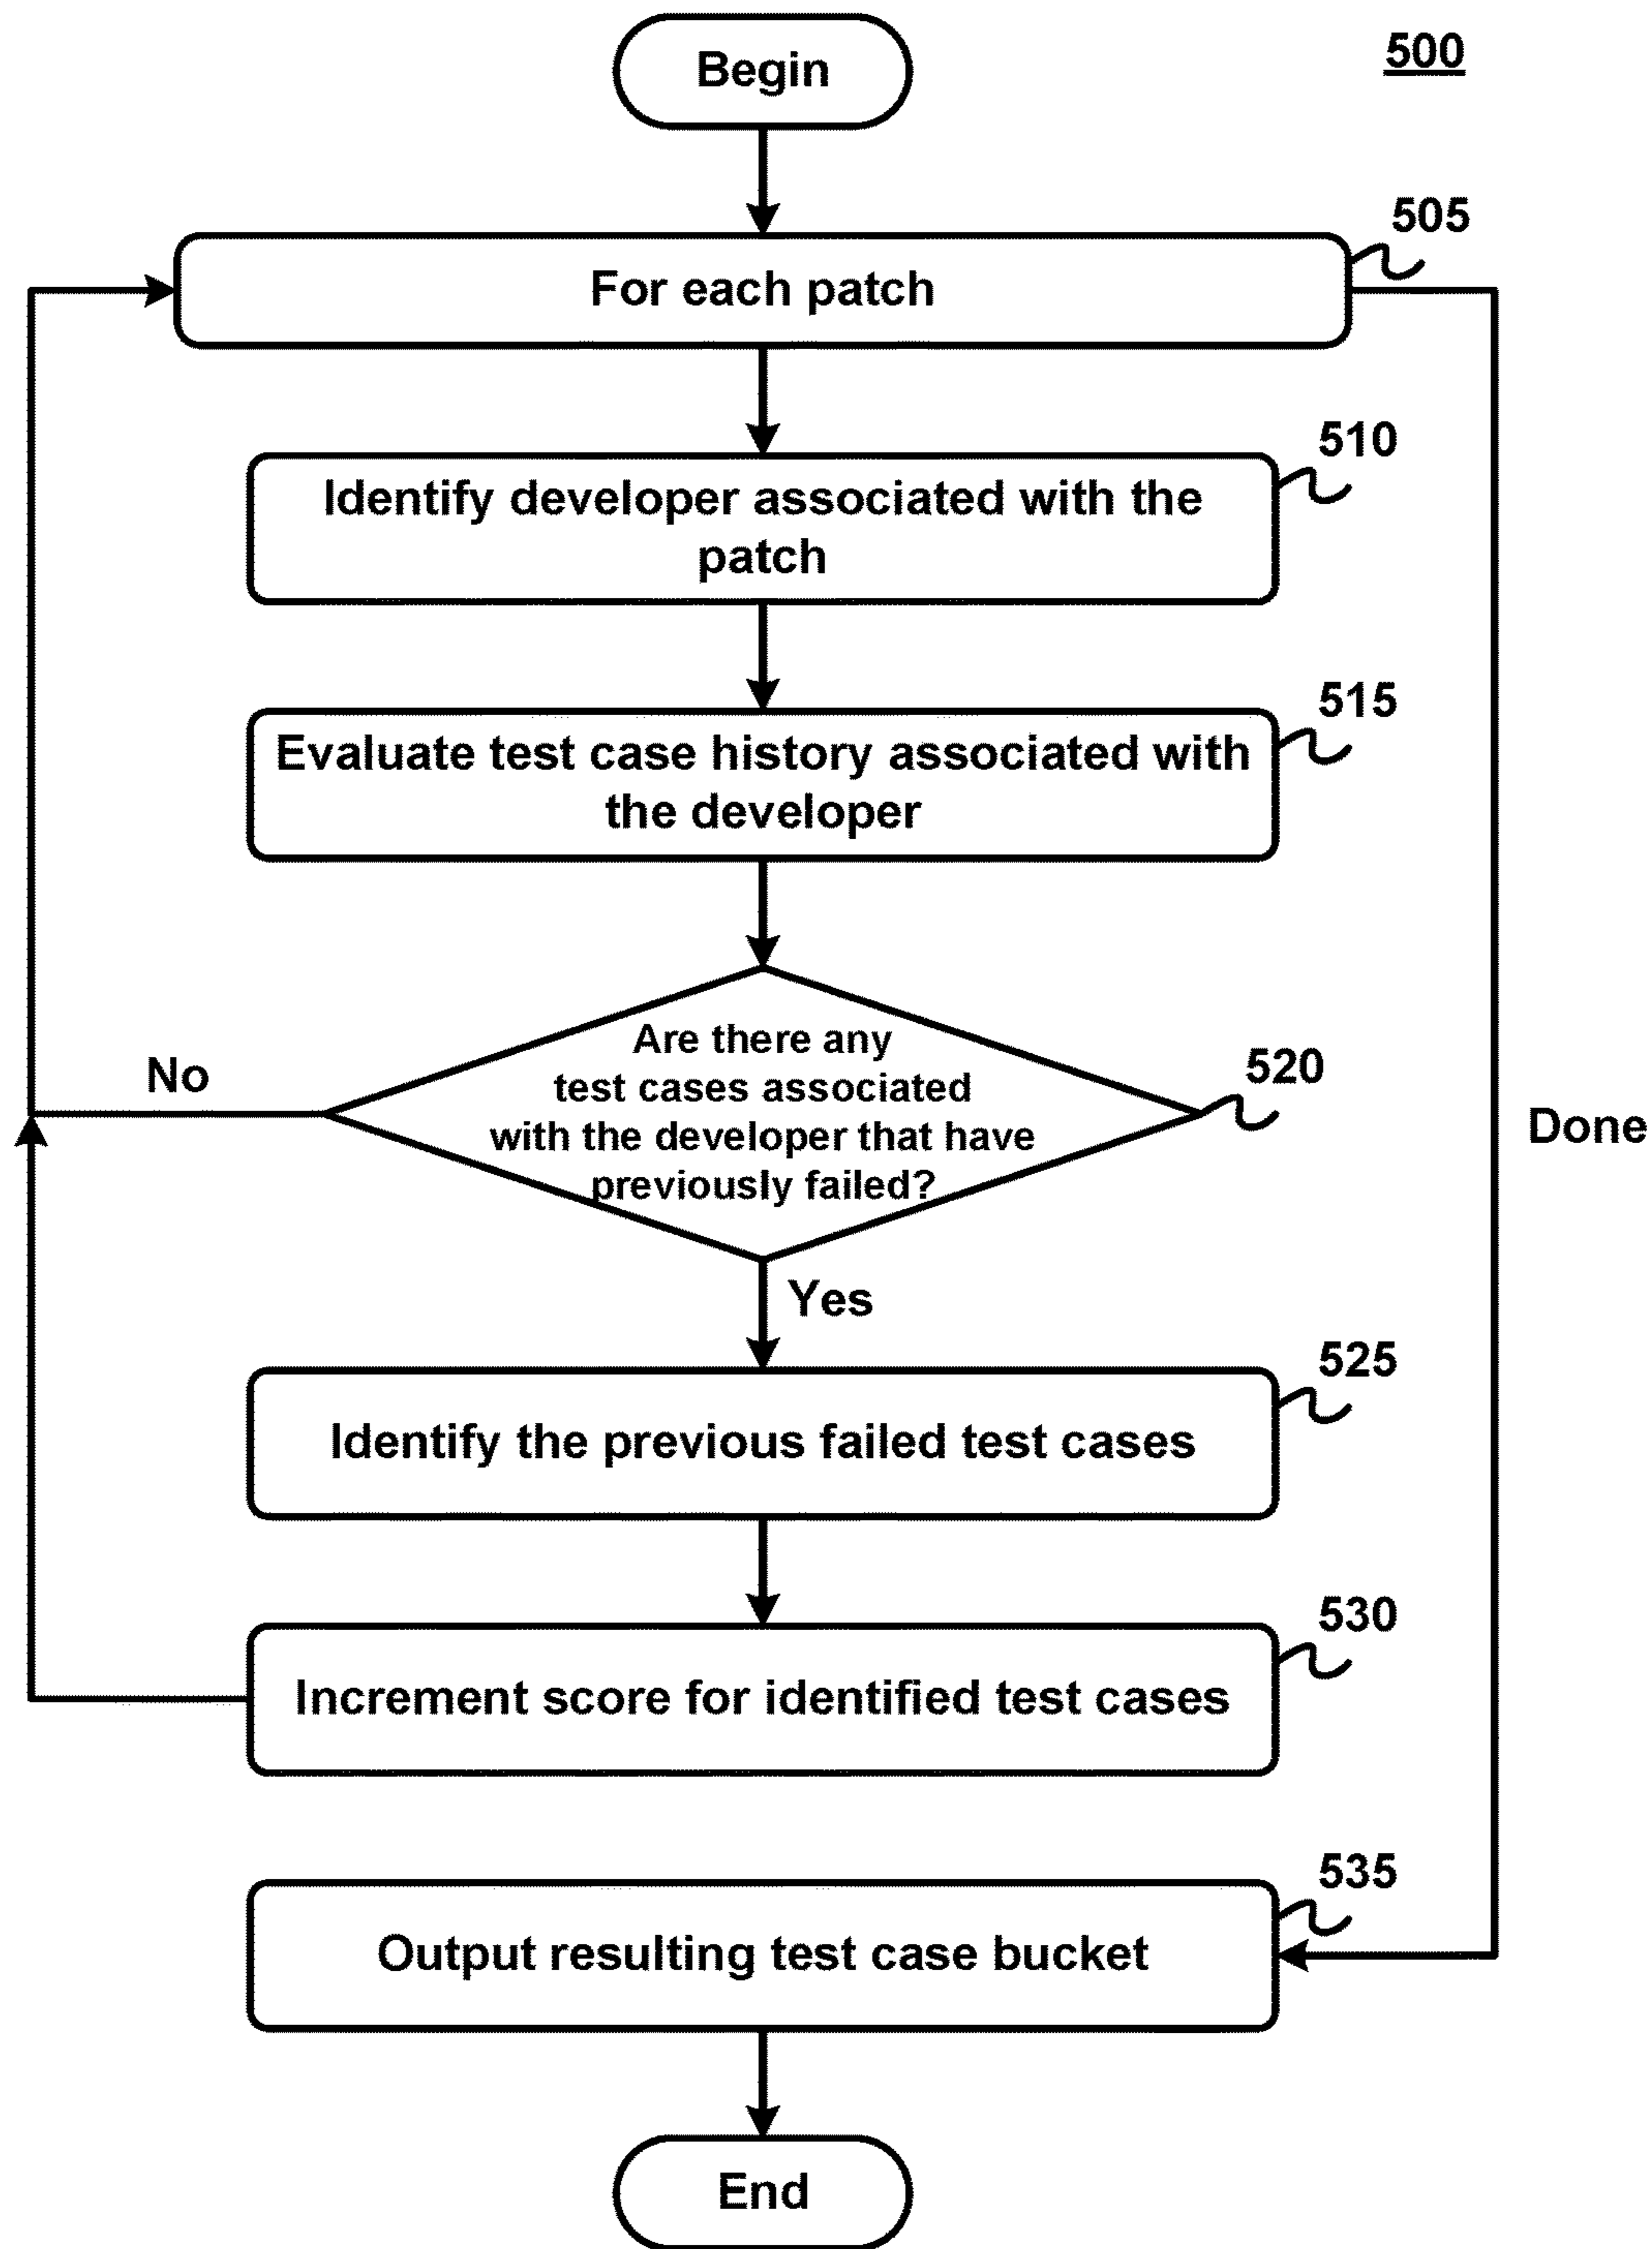 Begin
500
505
For each patch
510
Identify developer associated with the
patch
515
Evaluate test case history associated with
the developer
Are there any
test cases associated
with the developer that have
previously failed?
520
No
Done
Yes
525
Identify the previous failed test cases
530
Increment score for identified test cases
535
Output resulting test case bucket
End